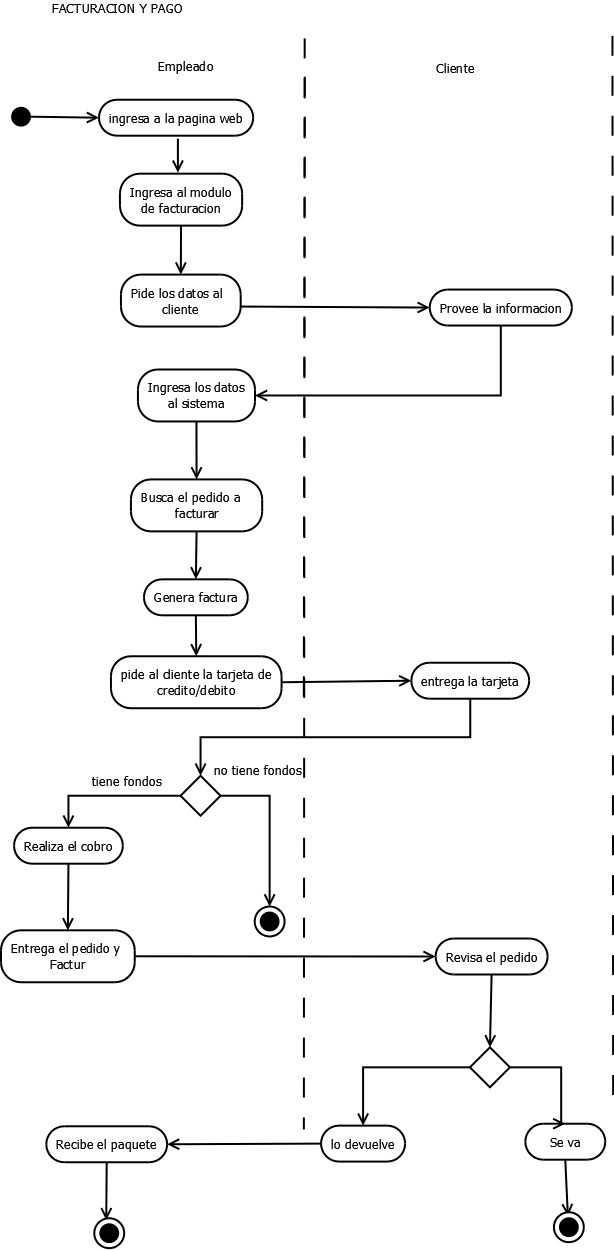 FACTURACION Y PAGO
Empleado
Cliente
ingresa a la pagina web
Ingresa al modulo
de facturacion
Pide los datos al
cliente
Provee la informacion
Ingresa los datos
al sistema
Busca el pedido a
facturar
Genera factura
pide al cliente la tarjeta de
credito/debito
entrega la tarjeta
no tiene fondos
tiene fondos
Realiza el cobro
Entrega el pedido y
Factur
Revisa el pedido
Recibe el paquete
lo devuelve
Se va